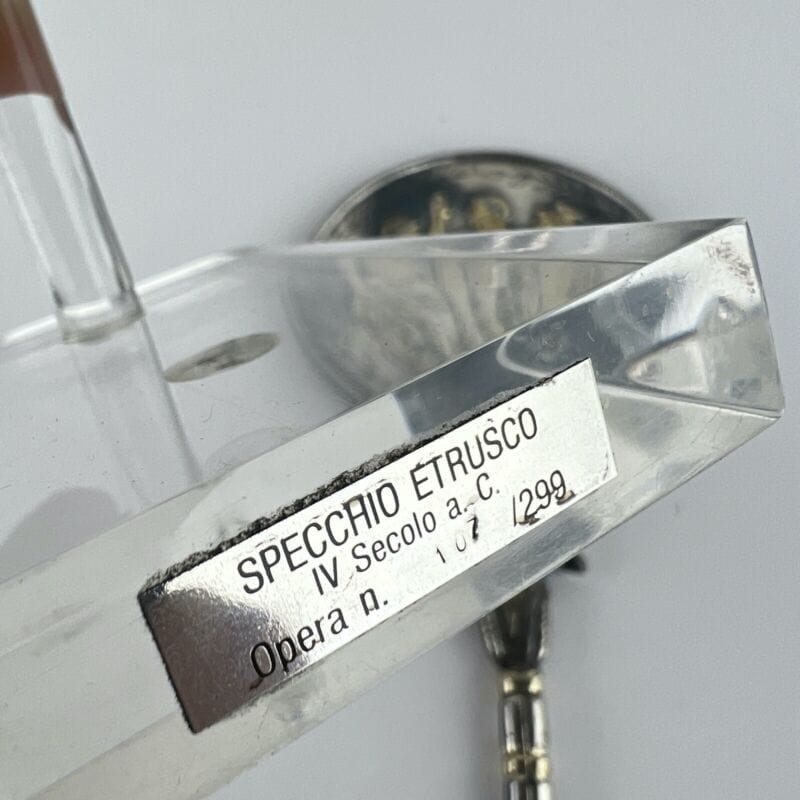 SPECCHIO ETRUSCO
IV Secolo a. C.
Opera n. 107 /299